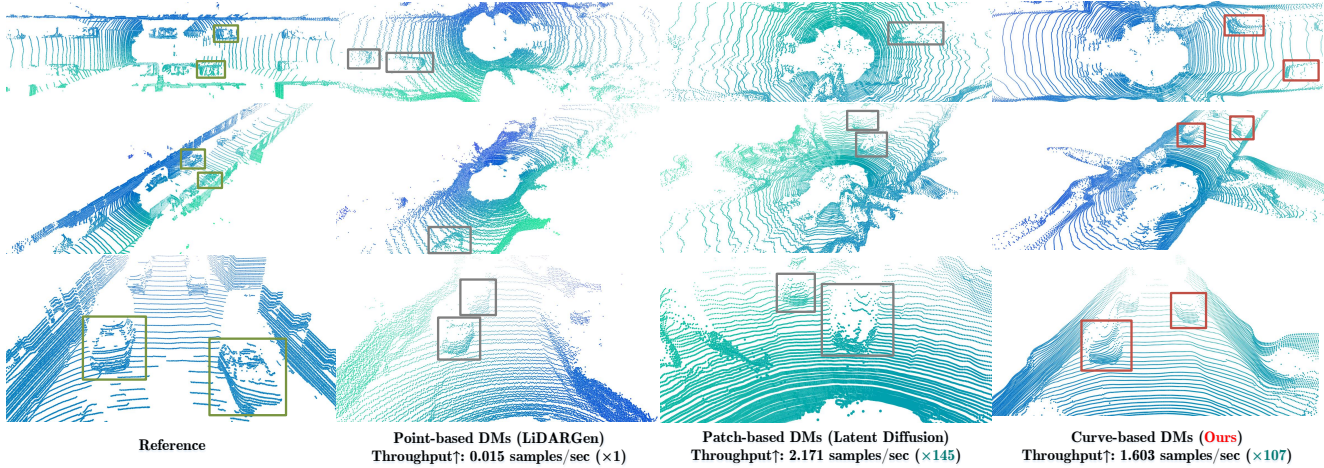 Reference
Point-based DMs (LiDARGen)
Throughput↑: 0.015 samples/sec (×1)
Patch-based DMs (Latent Diffusion)
Throughput↑: 2.171 samples/sec (×145)
Curve-based DMs (Ours)
Throughput↑: 1.603 samples/sec (×107)